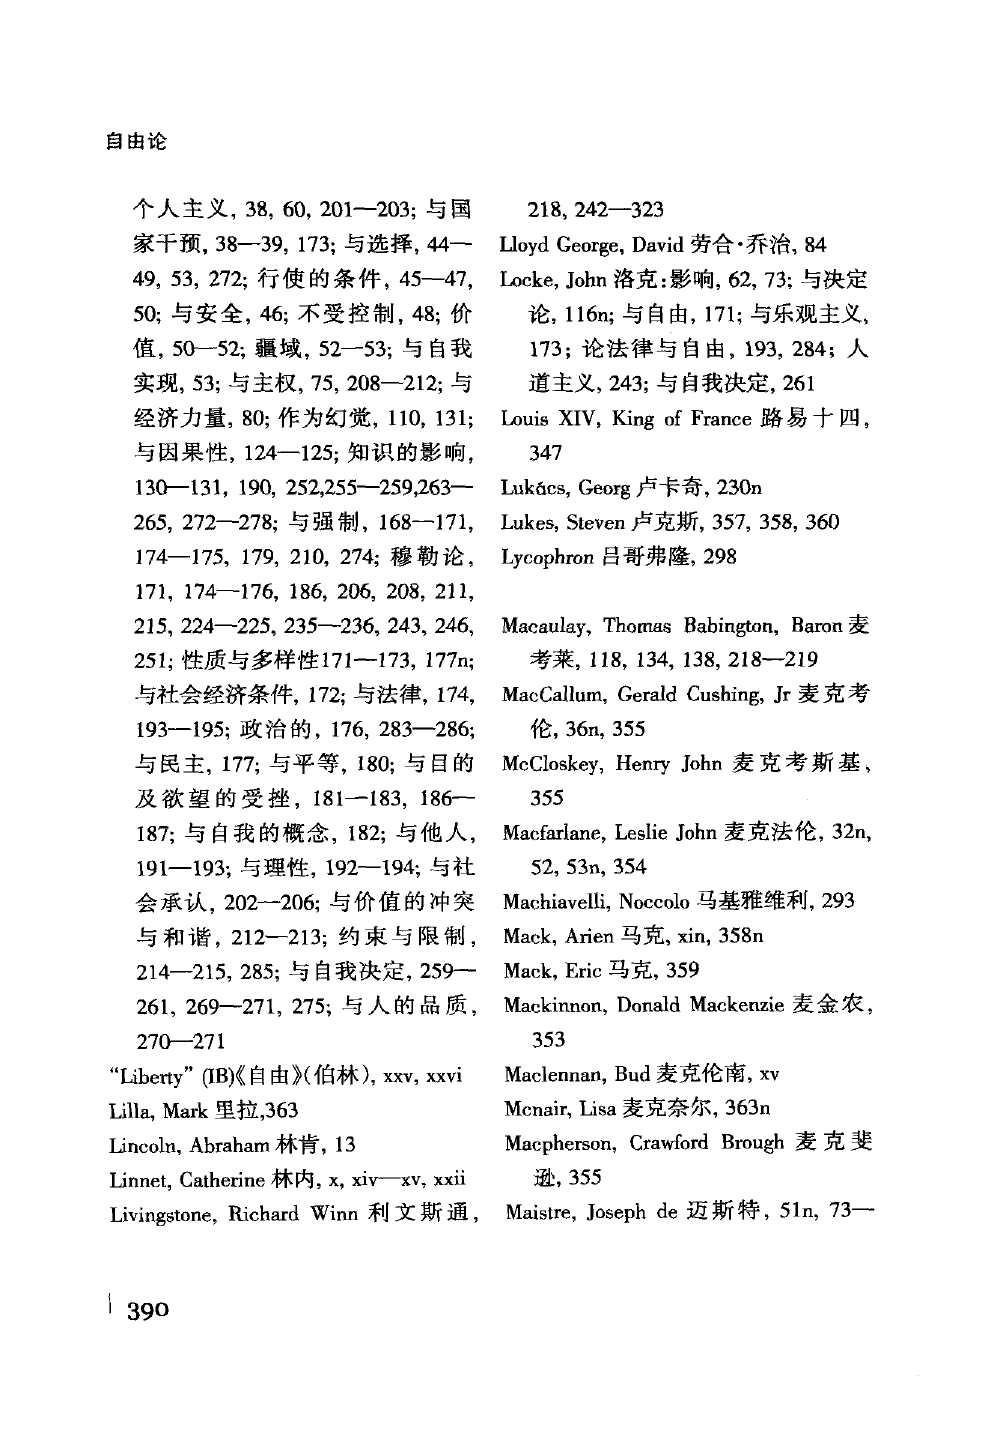 自由论
个人主义, 38, 60, 201—203; 与国
家干预, 38—39, 173; 与选择, 44—
49, 53, 272; 行使的条件, 45—47,
50; 与安全, 46; 不受控制, 48; 价
值, 50—52; 疆域, 52—53; 与自我
实现, 53; 与主权, 75, 208—212; 与
经济力量, 80; 作为幻觉, 110, 131;
与因果性, 124—125; 知识的影响,
130—131, 190, 252,255—259,263—
265, 272—278; 与强制, 168—171,
174—175, 179, 210, 274; 穆勒论,
171, 174—176, 186, 206, 208, 211,
215, 224—225, 235—236, 243, 246,
251; 性质与多样性171—173, 177n;
与社会经济条件, 172; 与法律, 174,
193—195; 政治的, 176, 283—286;
与民主, 177; 与平等, 180; 与目的
及欲望的受挫, 181—183, 186—
187; 与自我的概念, 182; 与他人,
191—193; 与理性, 192—194; 与社
会承认, 202—206; 与价值的冲突
与和谐, 212—213; 约束与限制,
214—215, 285; 与自我决定, 259—
261, 269—271, 275; 与人的品质,
270—271
“Liberty” (IB)《自由》(伯林), xxv, xxvi
Lilla, Mark 里拉,363
Lincoln, Abraham 林肯, 13
Linnet, Catherine 林内, x, xiv—xv, xxii
Livingstone, Richard Winn 利文斯通,
218, 242—323
Lloyd George, David 劳合·乔治, 84
Locke, John 洛克:影响, 62, 73; 与决定
论, 116n; 与自由, 171; 与乐观主义,
173; 论法律与自由, 193, 284; 人
道主义, 243; 与自我决定, 261
Louis XIV, King of France 路易十四,
347
Lukács, Georg 卢卡奇, 230n
Lukes, Steven 卢克斯, 357, 358, 360
Lycophron 吕哥弗隆, 298
Macaulay, Thomas Babington, Baron 麦
考莱, 118, 134, 138, 218—219
MacCallum, Gerald Cushing, Jr 麦克考
伦, 36n, 355
McCloskey, Henry John 麦克考斯基,
355
Macfarlane, Leslie John 麦克法伦, 32n,
52, 53n, 354
Machiavelli, Noccolo 马基雅维利, 293
Mack, Arien 马克, xin, 358n
Mack, Eric 马克, 359
Mackinnon, Donald Mackenzie 麦金农,
353
Maclennan, Bud 麦克伦南, xv
Mcnair, Lisa 麦克奈尔, 363n
Macpherson, Crawford Brough 麦克斐
逊, 355
Maistre, Joseph de 迈斯特, 51n, 73—
390